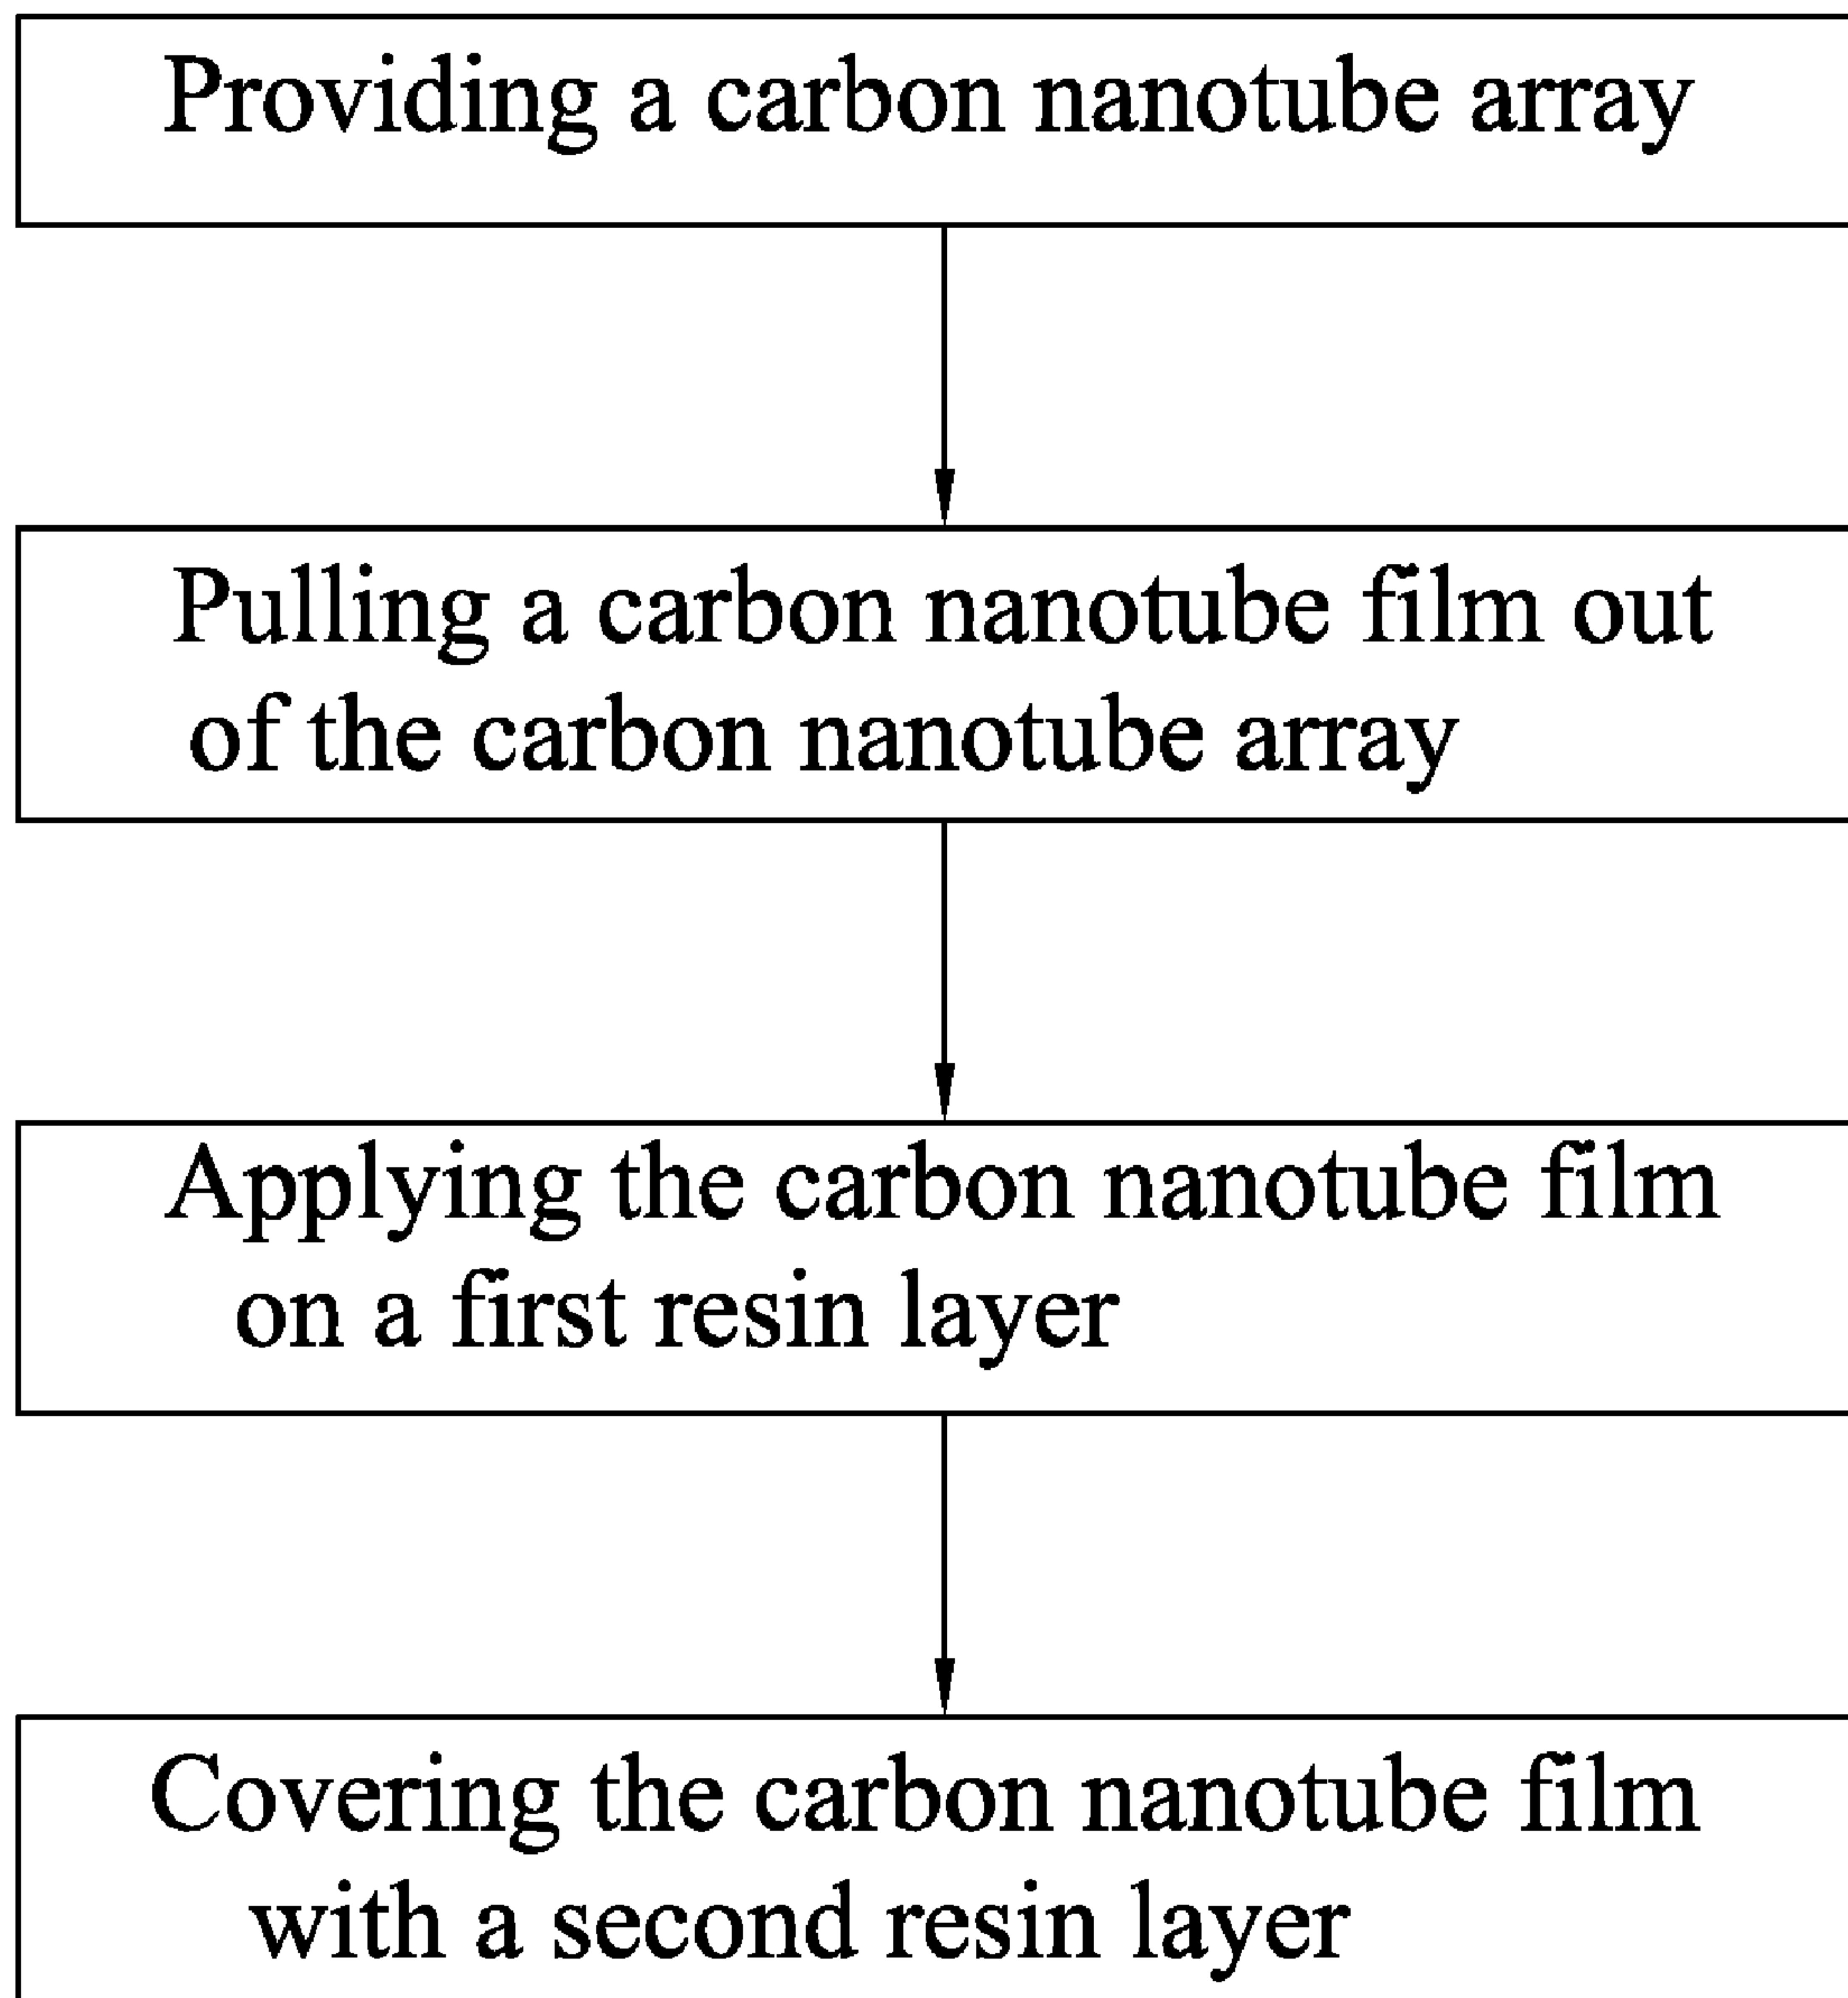 Providing a carbon nanotube array
Pulling a carbon nanotube film out
of the carbon nanotube array
Applying the carbon nanotube film
on a first resin layer
Covering the carbon nanotube film
with a second resin layer